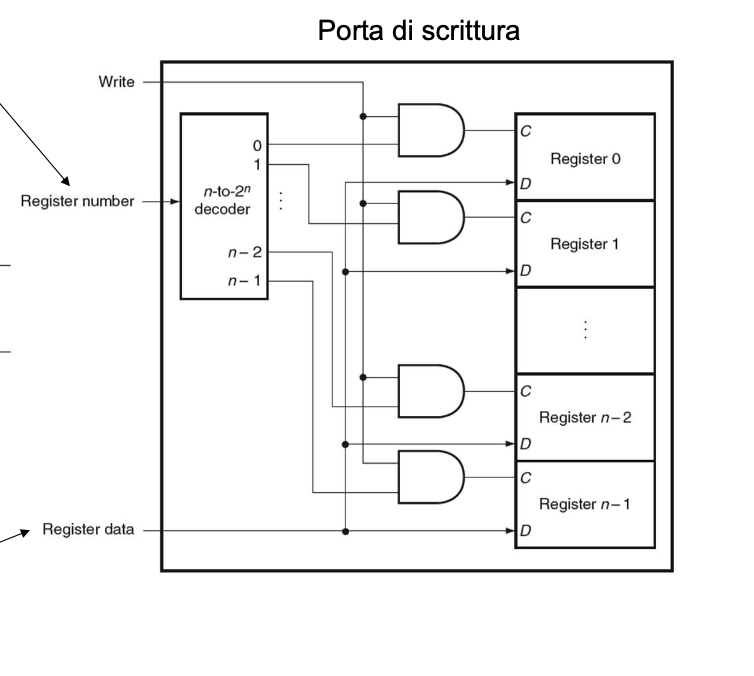 Porta di scrittura
Write
0
1
C
Register 0
n-to-2ⁿ
decoder
⋮
D
Register number
C
Register 1
n – 2
D
n – 1
⋮
C
Register n – 2
D
C
Register n – 1
Register data
D